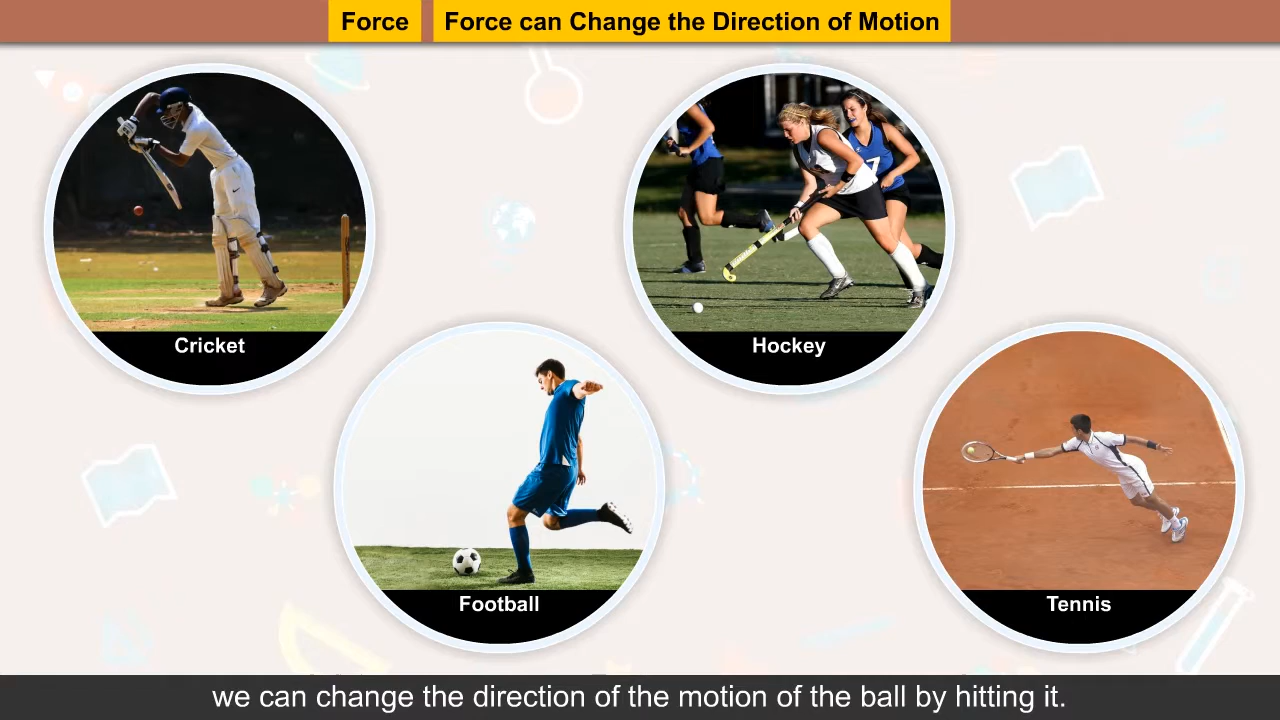 Force
Force can Change the Direction of Motion
Cricket
Hockey
Football
Tennis
we can change the direction of the motion of the ball by hitting it.